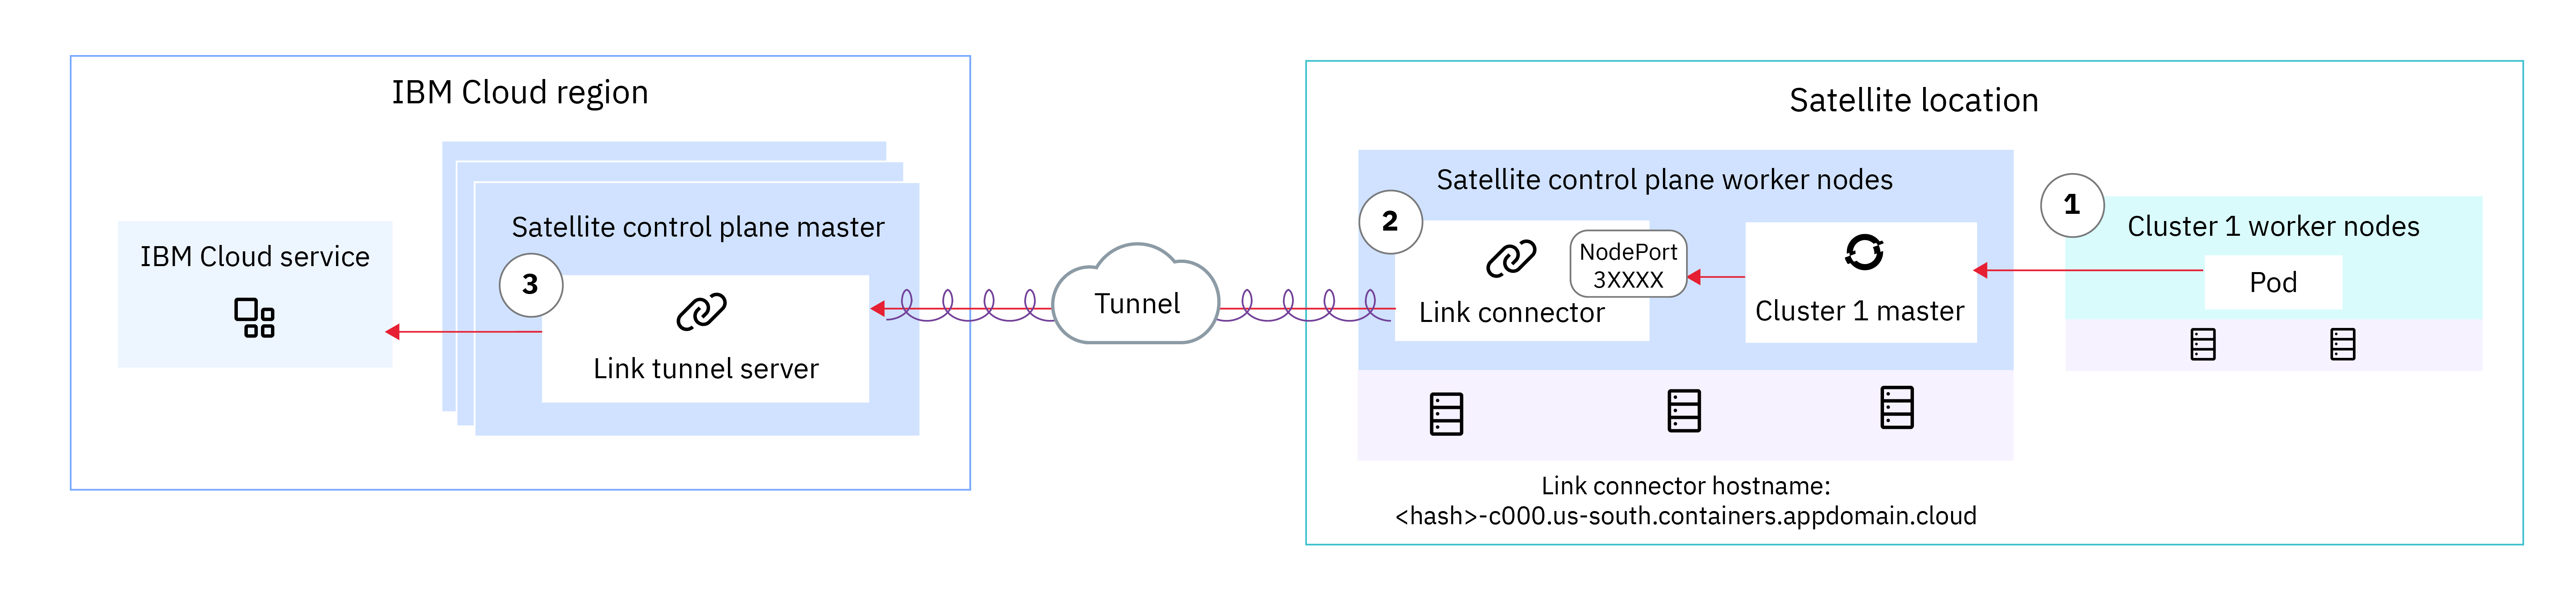 IBM Cloud region
IBM Cloud service
Satellite control plane master
3
Link tunnel server
Tunnel
Satellite location
Satellite control plane worker nodes
2
Link connector
NodePort
3XXXX
Cluster 1 master
1
Cluster 1 worker nodes
Pod
Link connector hostname:
<hash>-c000.us-south.containers.appdomain.cloud